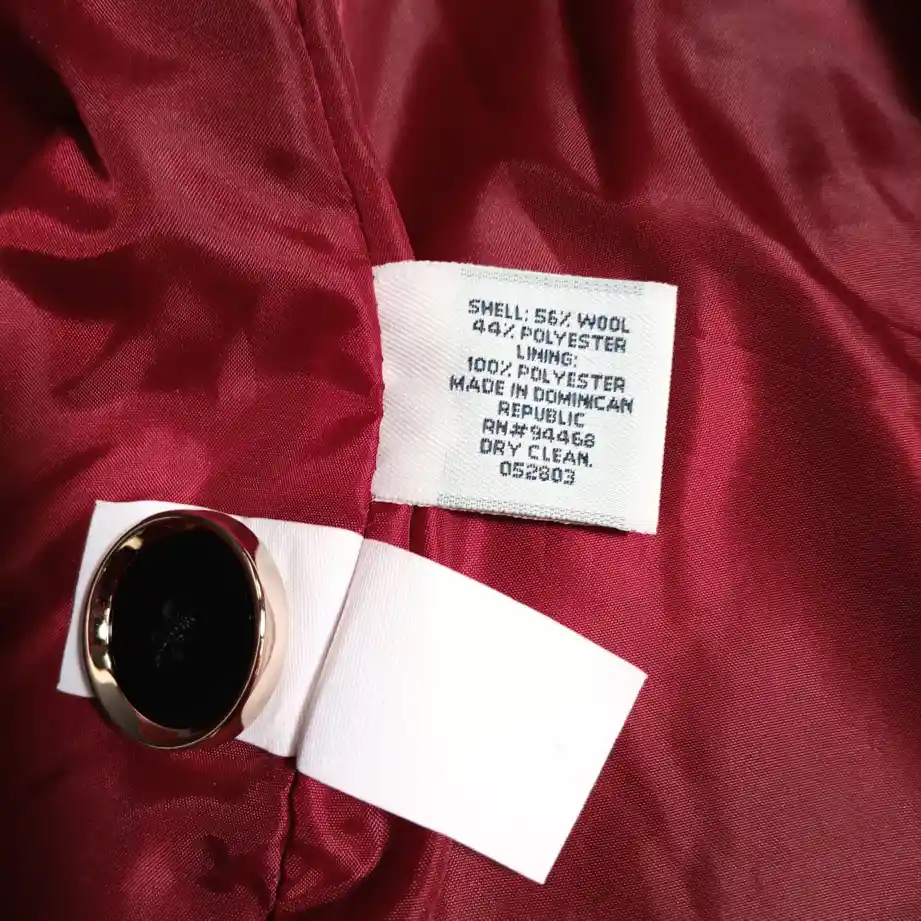 SHELL: 56% WOOL
44% POLYESTER
LINING:
100% POLYESTER
MADE IN DOMINICAN
REPUBLIC
RN#94468
DRY CLEAN.
052803